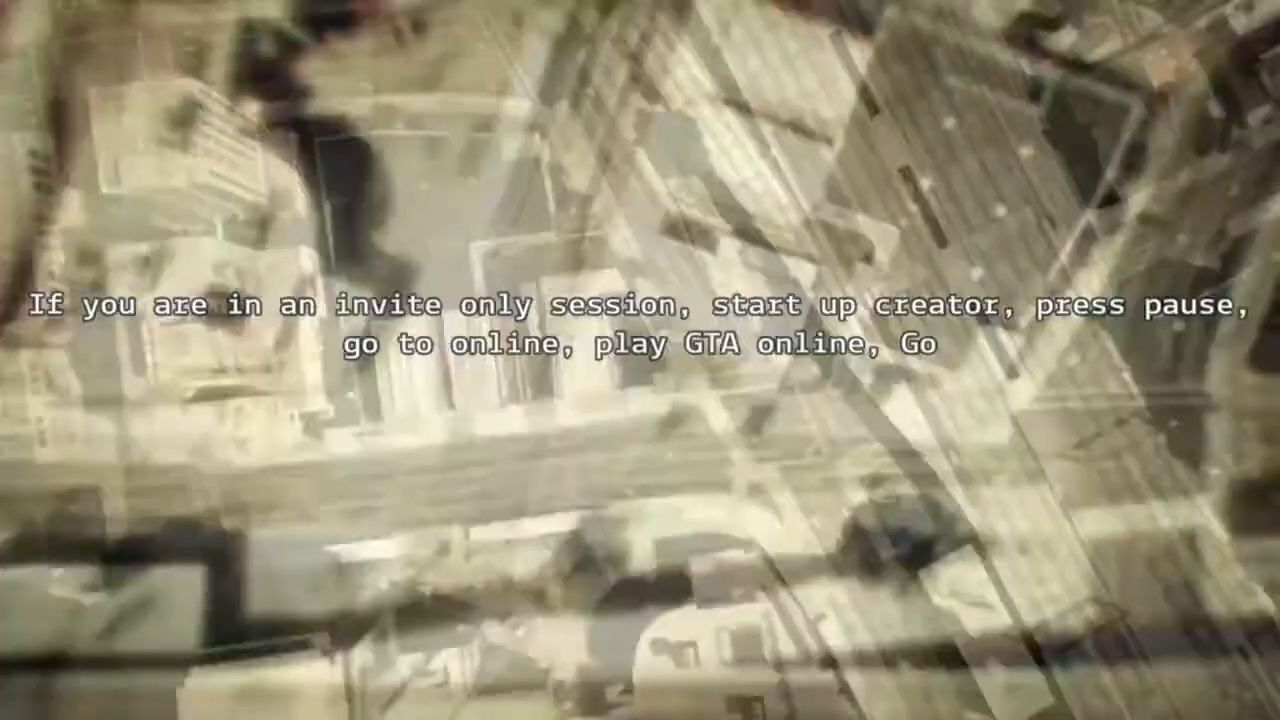 If you are in an invite only session, start up creator, press pause,
go to online, play GTA online, Go